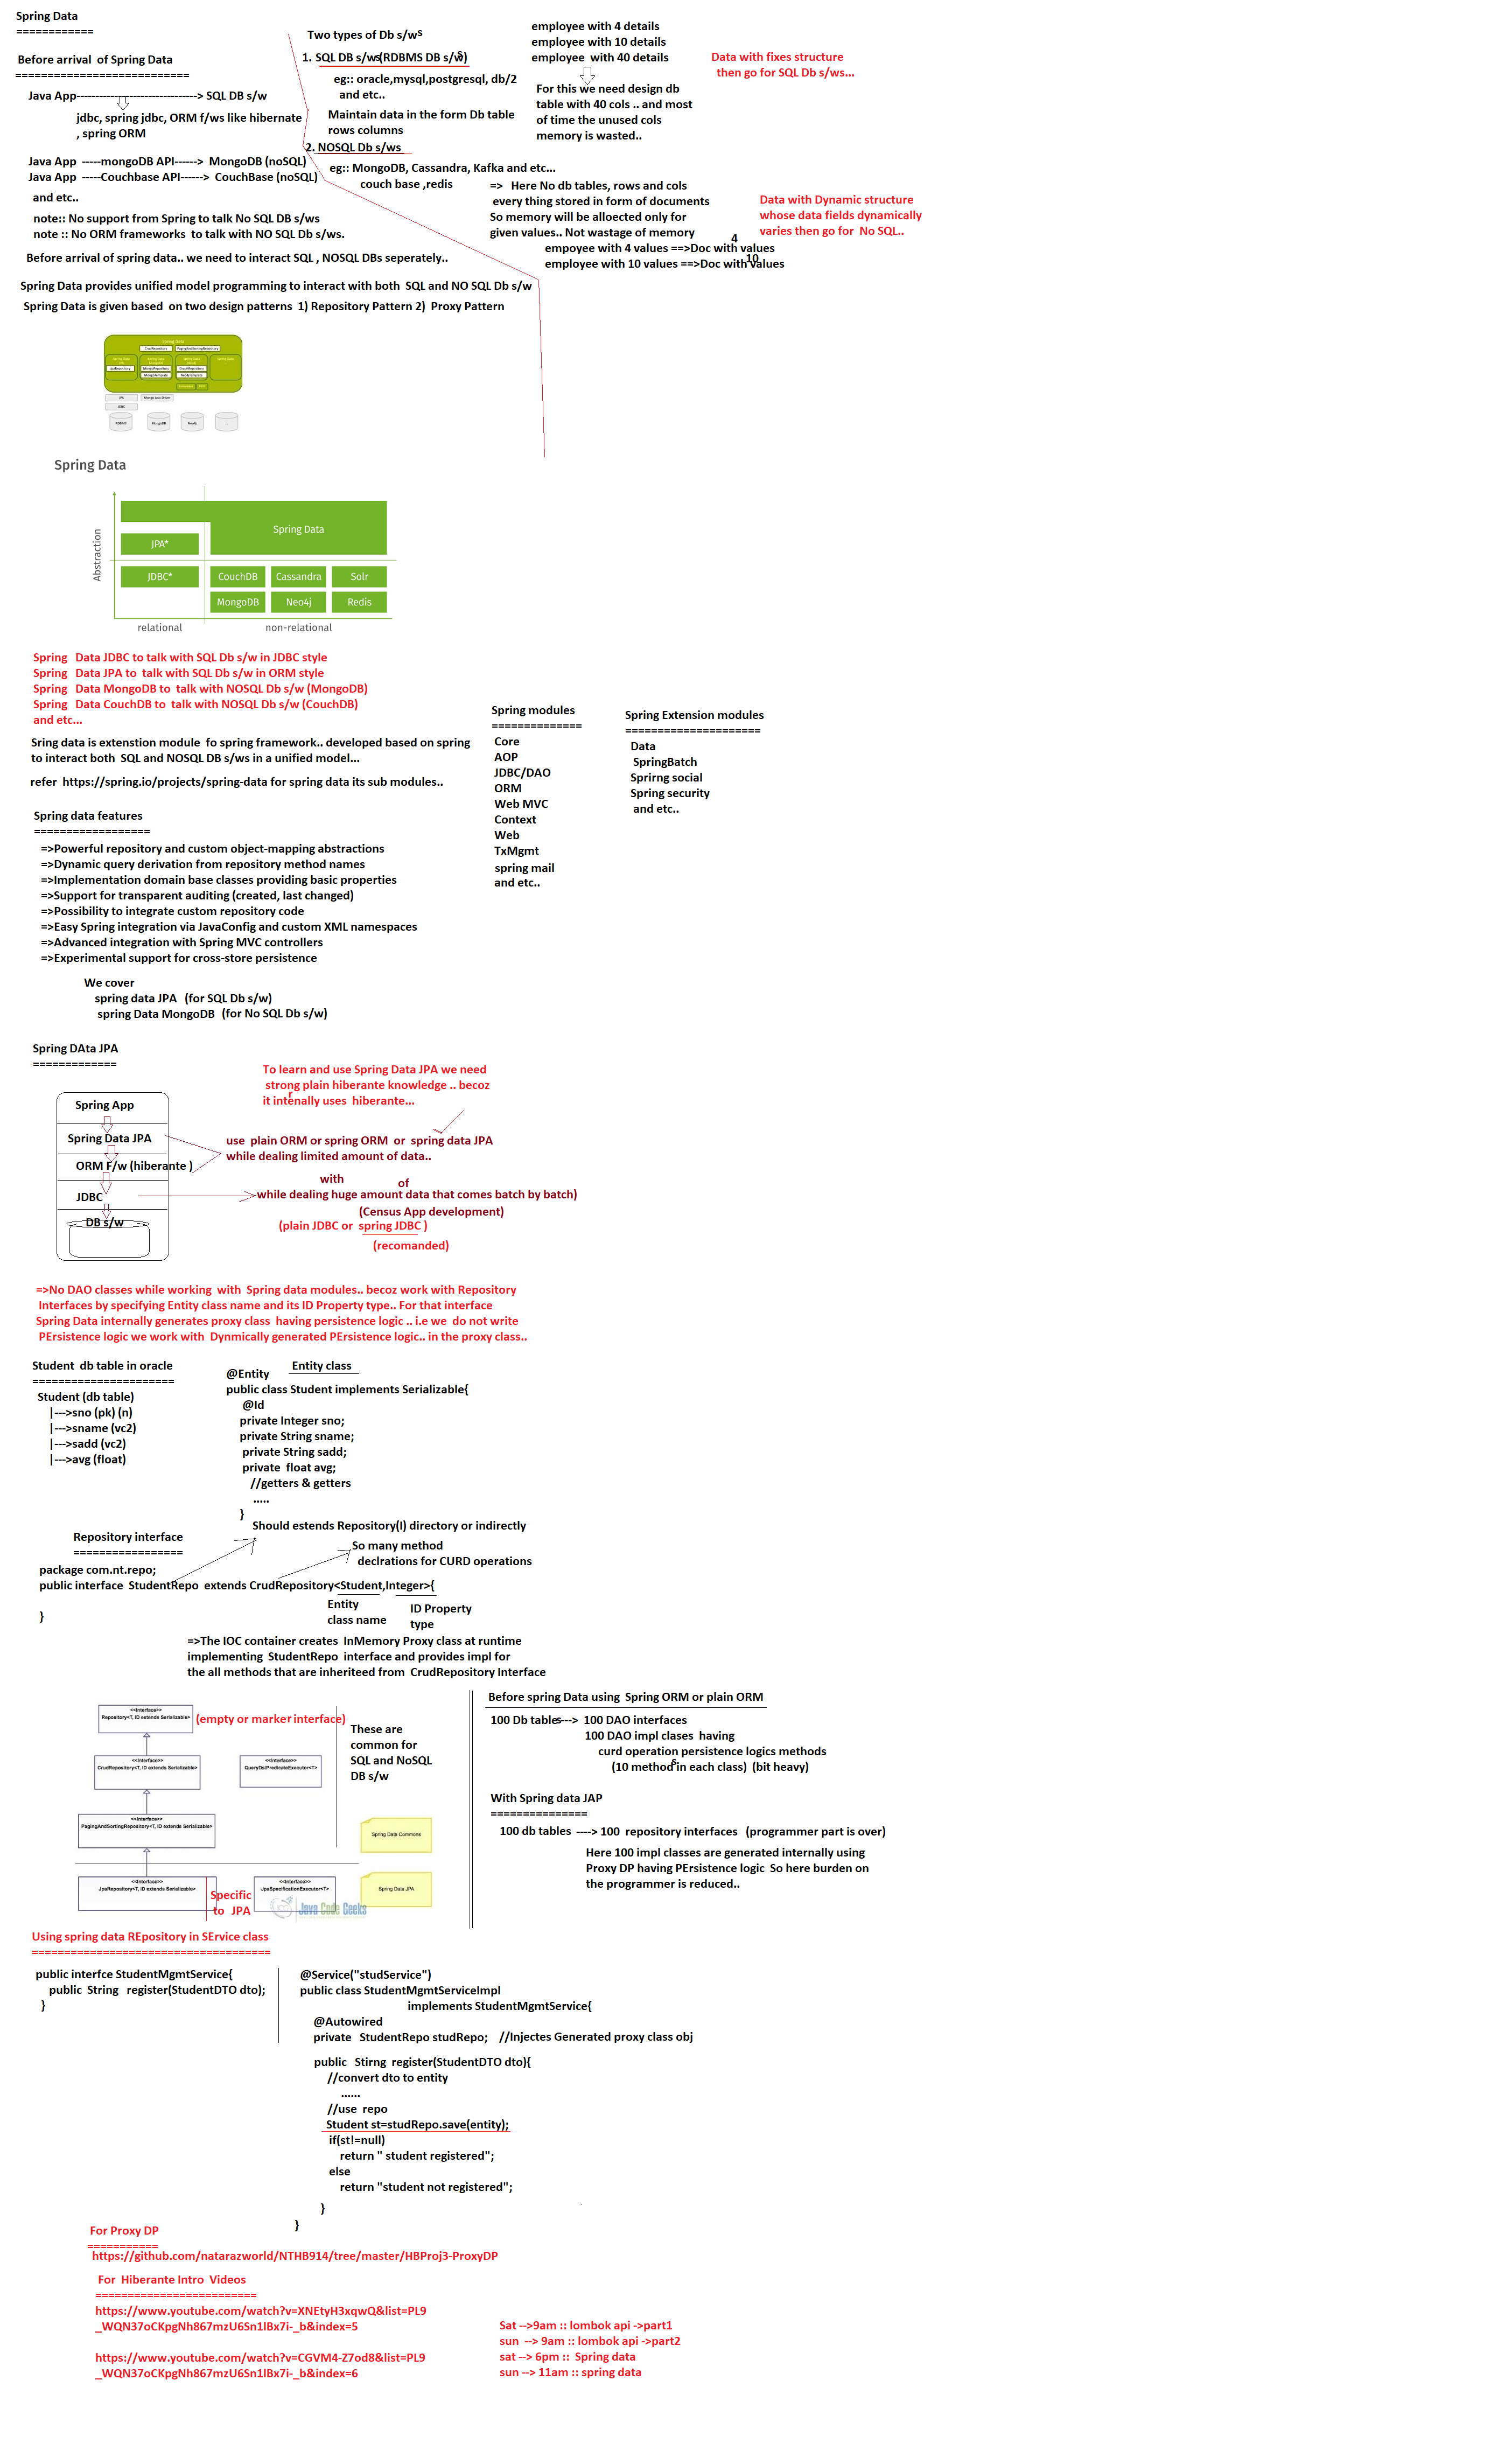 Spring Data
============
Before arrival  of Spring Data
===========================
Java App-------------------------------> SQL DB s/w
jdbc, spring jdbc, ORM f/ws like hibernate
, spring ORM
Java App  -----mongoDB API------>  MongoDB (noSQL)
Java App  -----Couchbase API------>  CouchBase (noSQL)
and etc..
note:: No support from Spring to talk No SQL DB s/ws
note :: No ORM frameworks  to talk with NO SQL Db s/ws.
Before arrival of spring data.. we need to interact SQL , NOSQL DBs seperately..
Spring Data provides unified model programming to interact with both  SQL and NO SQL Db s/w
Spring Data is given based  on two design patterns  1) Repository Pattern 2)  Proxy Pattern
Two types of Db s/ws
1. SQL DB s/ws(RDBMS DB s/ws)
eg:: oracle,mysql,postgresql, db/2
and etc..
Maintain data in the form Db table
rows columns
2. NOSQL Db s/ws
eg:: MongoDB, Cassandra, Kafka and etc...
couch base ,redis
employee with 4 details
employee with 10 details
employee  with 40 details
For this we need design db
table with 40 cols .. and most
of time the unused cols
memory is wasted..
Data with fixes structure
then go for SQL Db s/ws...
=>   Here No db tables, rows and cols
every thing stored in form of documents
So memory will be alloected only for
given values.. Not wastage of memory
empoyee with 4 values ==>Doc with 4 values
employee with 10 values ==>Doc with 10 values
Data with Dynamic structure
whose data fields dynamically
varies then go for  No SQL..
Spring Data
CrudRepository
PagingAndSortingRepository
Spring Data
JPA
JpaRepository
Spring Data
MongoDB
MongoRepository
MongoTemplate
Spring Data
Neo4j
GraphRepository
Neo4jTemplate
JPA
Mongo Java Driver
JDBC
RDBMS
MongoDB
Neo4j
...
Spring Data
Abstraction
Spring Data
JPA*
JDBC*
CouchDB
Cassandra
Solr
MongoDB
Neo4j
Redis
relational
non-relational
Spring   Data JDBC to talk with SQL Db s/w in JDBC style
Spring   Data JPA to  talk with SQL Db s/w in ORM style
Spring   Data MongoDB to  talk with NOSQL Db s/w (MongoDB)
Spring   Data CouchDB to  talk with NOSQL Db s/w (CouchDB)
and etc...
Sring data is extenstion module  fo spring framework.. developed based on spring
to interact both  SQL and NOSQL DB s/ws in a unified model...
refer  https://spring.io/projects/spring-data for spring data its sub modules..
Spring modules
==============
Core
AOP
JDBC/DAO
ORM
Web MVC
Context
Web
TxMgmt
spring mail
and etc..
Spring Extension modules
=====================
Data
SpringBatch
Sprirng social
Spring security
and etc..
Spring data features
==================
=>Powerful repository and custom object-mapping abstractions
=>Dynamic query derivation from repository method names
=>Implementation domain base classes providing basic properties
=>Support for transparent auditing (created, last changed)
=>Possibility to integrate custom repository code
=>Easy Spring integration via JavaConfig and custom XML namespaces
=>Advanced integration with Spring MVC controllers
=>Experimental support for cross-store persistence
We cover
spring data JPA   (for SQL Db s/w)
spring Data MongoDB  (for No SQL Db s/w)
Spring DAta JPA
=============
Spring App
Spring Data JPA
ORM F/w (hiberante )
JDBC
DB s/w
To learn and use Spring Data JPA we need
strong plain hiberante knowledge .. becoz
it internally uses  hiberante...
use  plain ORM or spring ORM  or  spring data JPA
while dealing limited amount of data..
while dealing with huge amount of data that comes batch by batch)
(Census App development)
(plain JDBC or  spring JDBC )
(recomanded)
=>No DAO classes while working  with  Spring data modules.. becoz work with Repository
Interfaces by specifying Entity class name and its ID Property type.. For that interface
Spring Data internally generates proxy class  having persistence logic .. i.e we  do not write
PErsistence logic we work with  Dynmically generated PErsistence logic.. in the proxy class..
Student  db table in oracle
======================
Student (db table)
|--->sno (pk) (n)
|--->sname (vc2)
|--->sadd (vc2)
|--->avg (float)
Entity class
@Entity
public class Student implements Serializable{
@Id
private Integer sno;
private String sname;
private String sadd;
private  float avg;
//getters & getters
.....
}
Should estends Repository(I) directory or indirectly
Repository interface
=================
So many method
declrations for CURD operations
package com.nt.repo;
public interface  StudentRepo  extends CrudRepository<Student,Integer>{
}
Entity
class name
ID Property
type
=>The IOC container creates  InMemory Proxy class at runtime
implementing  StudentRepo  interface and provides impl for
the all methods that are inheriteed from  CrudRepository Interface
<<Interface>>
Repository<T, ID extends Serializable>
(empty or marker interface)
<<Interface>>
CrudRepository<T, ID extends Serializable>
<<Interface>>
QueryDslPredicateExecutor<T>
<<Interface>>
PagingAndSortingRepository<T, ID extends Serializable>
Spring Data Commons
<<Interface>>
JpaRepository<T, ID extends Serializable>
<<Interface>>
JpaSpecificationExecutor<T>
Spring Data JPA
Specific
to  JPA
Java Code Geeks
These are
common for
SQL and NoSQL
DB s/w
Before spring Data using  Spring ORM or plain ORM
100 Db tables---->  100 DAO interfaces
100 DAO impl clases  having
curd operation persistence logics methods
(10 methods in each class)  (bit heavy)
With Spring data JAP
===============
100 db tables  ----> 100  repository interfaces   (programmer part is over)
Here 100 impl classes are generated internally using
Proxy DP having PErsistence logic  So here burden on
the programmer is reduced..
Using spring data REpository in SErvice class
=====================================
public interfce StudentMgmtService{
public  String   register(StudentDTO dto);
}
@Service("studService")
public class StudentMgmtServiceImpl
implements StudentMgmtService{
@Autowired
private   StudentRepo studRepo;    //Injectes Generated proxy class obj
public   Stirng  register(StudentDTO dto){
//convert dto to entity
......
//use  repo
Student st=studRepo.save(entity);
if(st!=null)
return " student registered";
else
return "student not registered";
}
}
For Proxy DP
===========
https://github.com/natarazworld/NTHB914/tree/master/HBProj3-ProxyDP
For  Hiberante Intro  Videos
=========================
https://www.youtube.com/watch?v=XNEtyH3xqwQ&list=PL9
_WQN37oCKpgNh867mzU6Sn1lBx7i-_b&index=5
https://www.youtube.com/watch?v=CGVM4-Z7od8&list=PL9
_WQN37oCKpgNh867mzU6Sn1lBx7i-_b&index=6
Sat -->9am :: lombok api ->part1
sun  --> 9am :: lombok api ->part2
sat --> 6pm ::  Spring data
sun --> 11am :: spring data